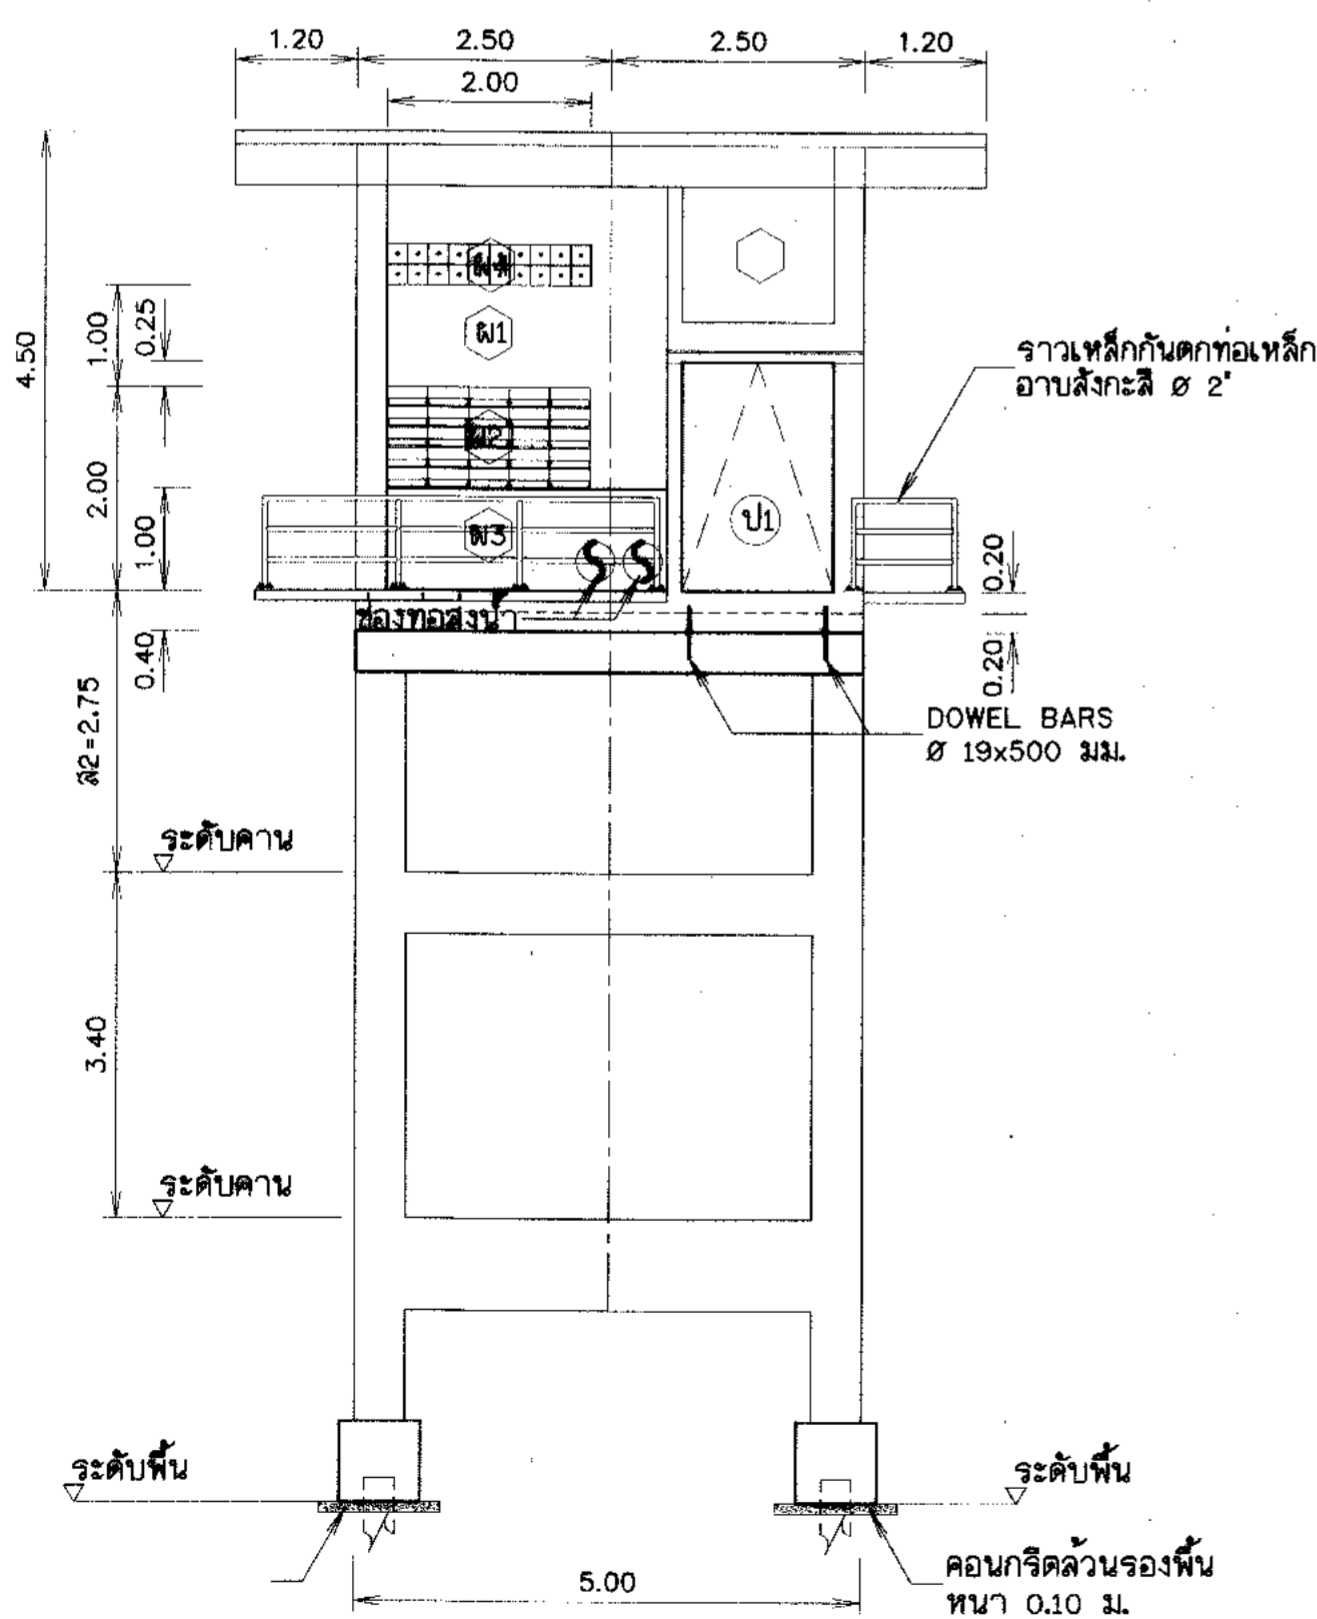 1.20
2.50
2.50
1.20
2.00
4.50
1.00
0.25
2.00
1.00
ผ1
ผ2
ผ3
ป1
ราวเหล็กกันตกท่อเหล็ก
อาบสังกะสี ø 2"
0.20
0.20
ช่องท่อส่งน้ำ
0.40
ส2=2.75
DOWEL BARS
Ø 19x500 มม.
ระดับคาน
3.40
ระดับคาน
ระดับพื้น
ระดับพื้น
คอนกรีตล้วนรองพื้น
หนา 0.10 ม.
5.00